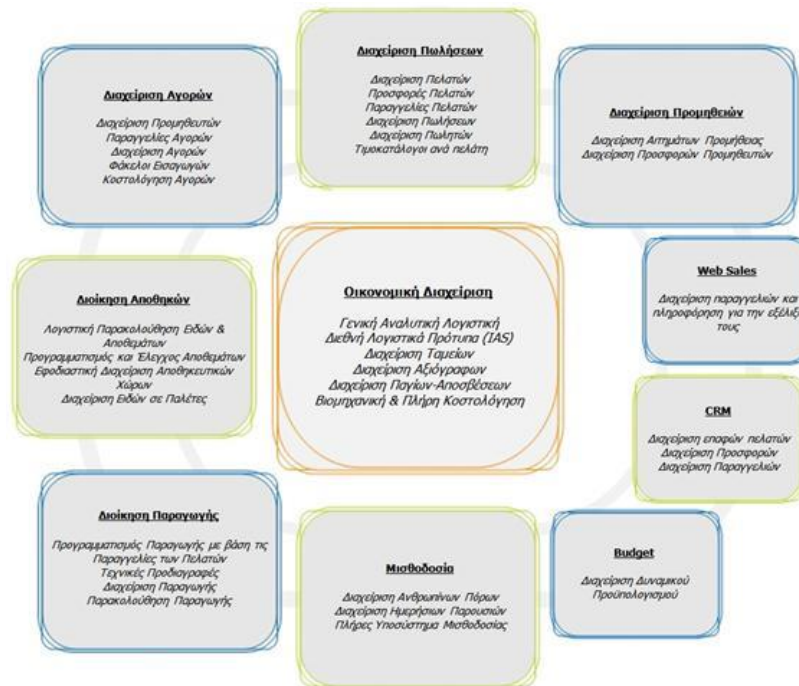 Διαχείριση Αγορών
Διαχείριση Προμηθευτών
Παραγγελίες Αγορών
Διαχείριση Αγορών
Φάκελοι Εισαγωγών
Κοστολόγηση Αγορών
Διαχείριση Πωλήσεων
Διαχείριση Πελατών
Προσφορές Πελατών
Παραγγελίες Πελατών
Διαχείριση Πωλήσεων
Διαχείριση Πωλητών
Τιμοκατάλογοι ανά πελάτη
Διαχείριση Προμηθειών
Διαχείριση Αιτημάτων Προμήθειας
Διαχείριση Προσφορών Προμηθευτών
Διοίκηση Αποθηκών
Λογιστική Παρακολούθηση Ειδών &
Αποθεμάτων
Προγραμματισμός και Έλεγχος Αποθεμάτων
Εφοδιαστική Διαχείριση Αποθηκευτικών
Χώρων
Διαχείριση Ειδών σε Παλέτες
Οικονομική Διαχείριση
Γενική Αναλυτική Λογιστική
Διεθνή Λογιστικά Πρότυπα (IAS)
Διαχείριση Ταμείων
Διαχείριση Αξιόγραφων
Διαχείριση Παγίων-Αποσβέσεων
Βιομηχανική & Πλήρη Κοστολόγηση
Web Sales
Διαχείριση παραγγελιών και
πληροφόρηση για την εξέλιξ
τους
CRM
Διαχείριση επαφών πελατών
Διαχείριση Προσφορών
Διαχείριση Παραγγελιών
Διοίκηση Παραγωγής
Προγραμματισμός Παραγωγής με βάση τις
Παραγγελίες των Πελατών
Τεχνικές Προδιαγραφές
Διαχείριση Παραγωγής
Παρακολούθηση Παραγωγής
Μισθοδοσία
Διαχείριση Ανθρωπίνων Πόρων
Διαχείριση Ημερήσιων Παρουσιών
Πλήρες Υποσύστημα Μισθοδοσίας
Budget
Διαχείριση Δυναμικού
Προϋπολογισμού